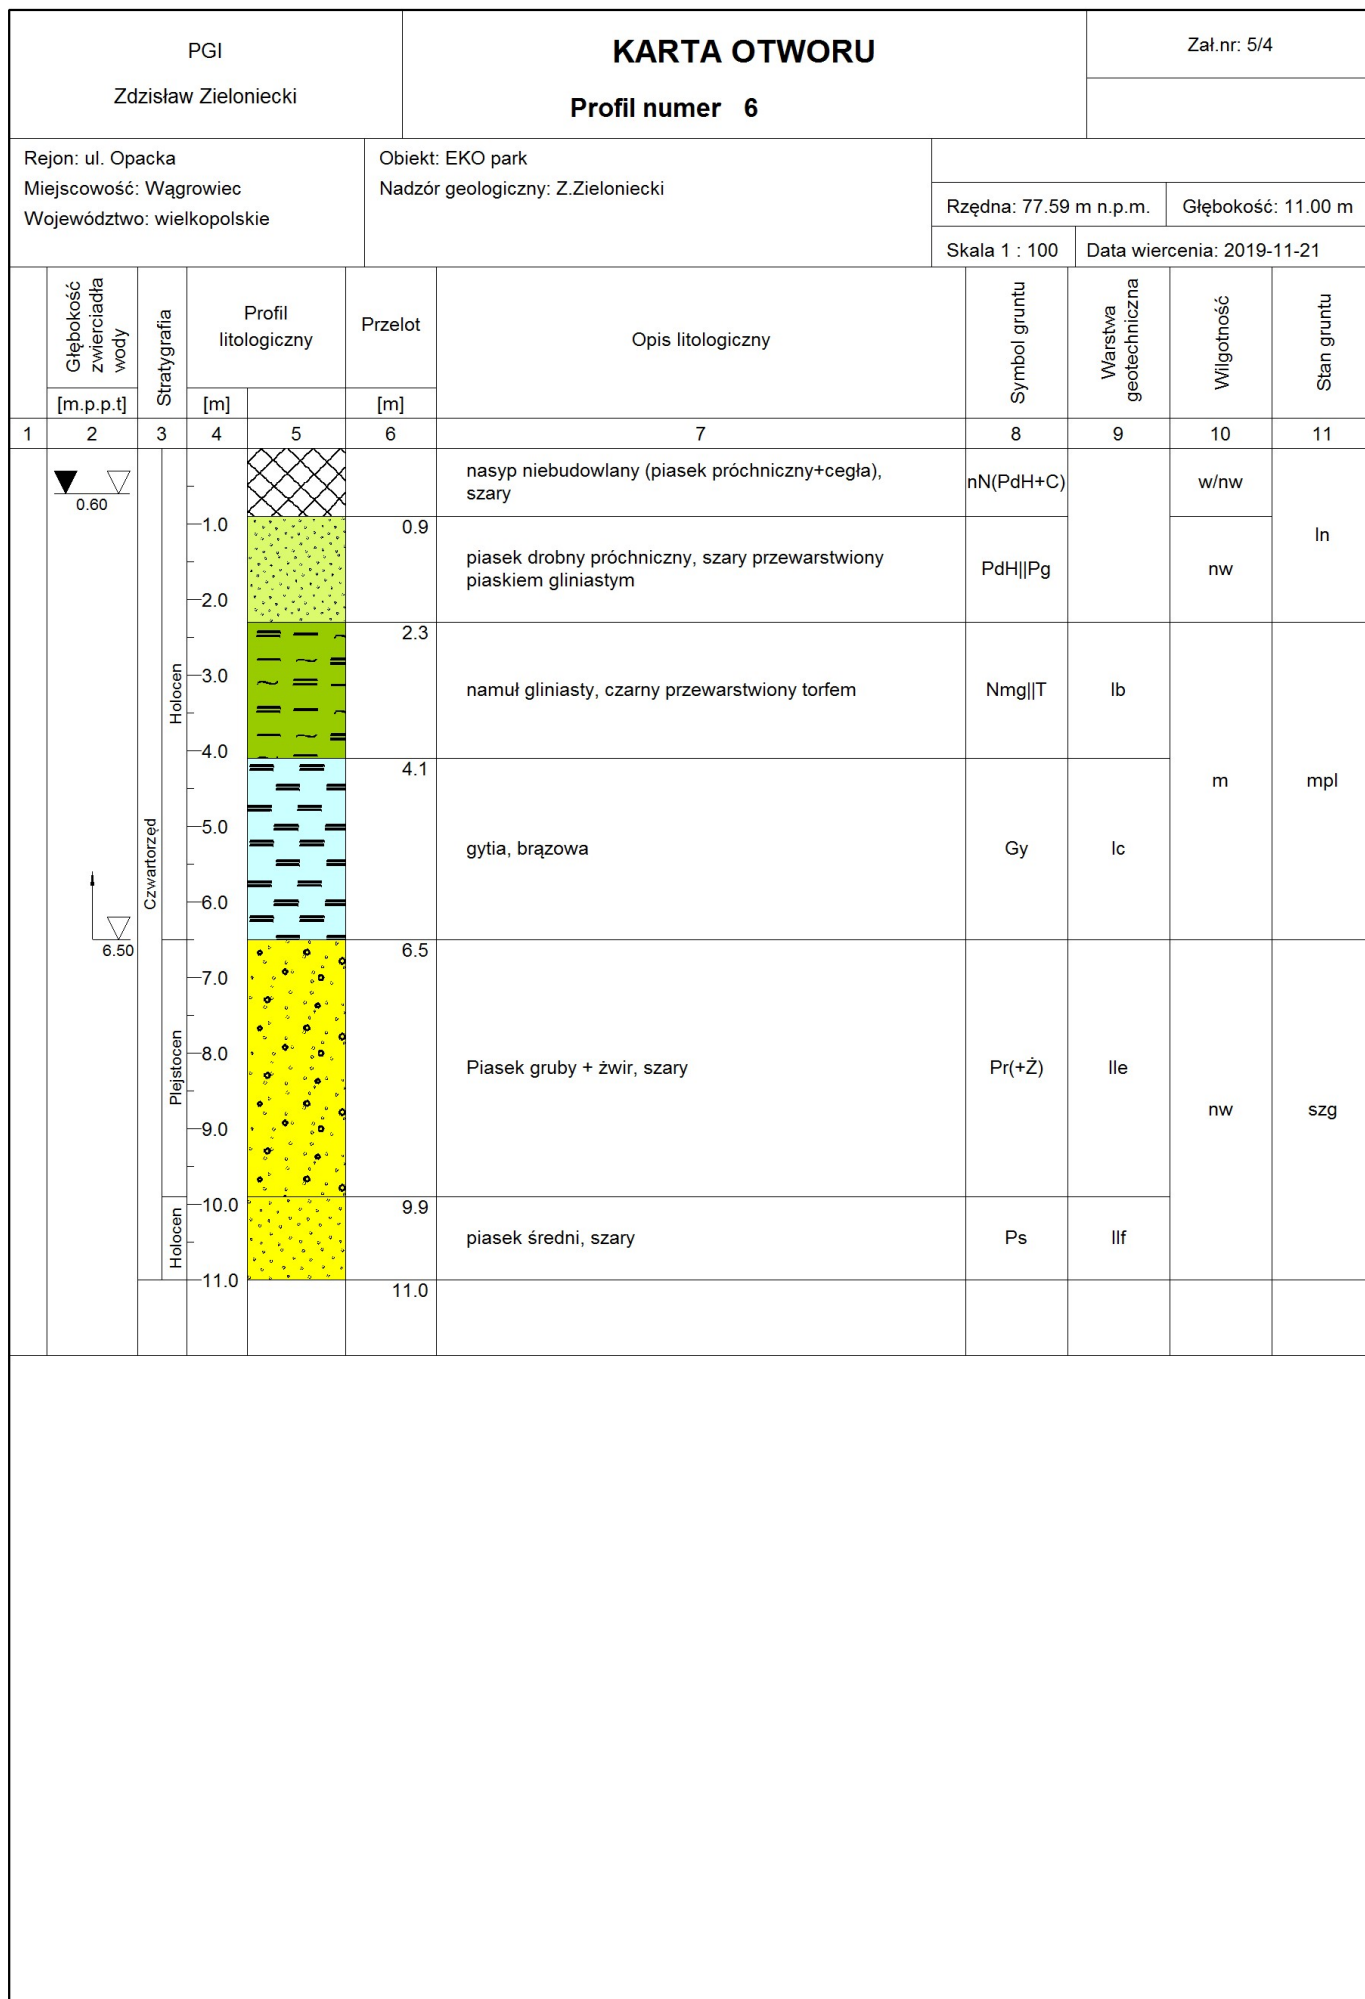 PGI
Zdzisław Zieloniecki
KARTA OTWORU
Profil numer 6
Zał.nr: 5/4
Rejon: ul. Opacka
Miejscowość: Wągrowiec
Województwo: wielkopolskie
Obiekt: EKO park
Nadzór geologiczny: Z.Zieloniecki
Rzędna: 77.59 m n.p.m.
Głębokość: 11.00 m
Skala 1 : 100
Data wiercenia: 2019-11-21
Głębokość
zwierciadła
wody
[m.p.p.t]
Stratygrafia
Profil
litologiczny
[m]
Przelot
[m]
Opis litologiczny
Symbol gruntu
Warstwa
geotechniczna
Wilgotność
Stan gruntu
1 2 3 4 5 6 7 8 9 10 11
0.60
6.50
Czwartorzęd
Holocen
Plejstocen
Holocen
1.0
2.0
3.0
4.0
5.0
6.0
7.0
8.0
9.0
10.0
11.0
0.9
2.3
4.1
6.5
9.9
11.0
nasyp niebudowlany (piasek próchniczny+cegła),
szary
nN(PdH+C)
w/nw
ln
piasek drobny próchniczny, szary przewarstwiony
piaskiem gliniastym
PdH||Pg
nw
namuł gliniasty, czarny przewarstwiony torfem
Nmg||T
Ib
m
mpl
gytia, brązowa
Gy
Ic
Piasek gruby + żwir, szary
Pr(+Ż)
IIe
nw
szg
piasek średni, szary
Ps
IIf